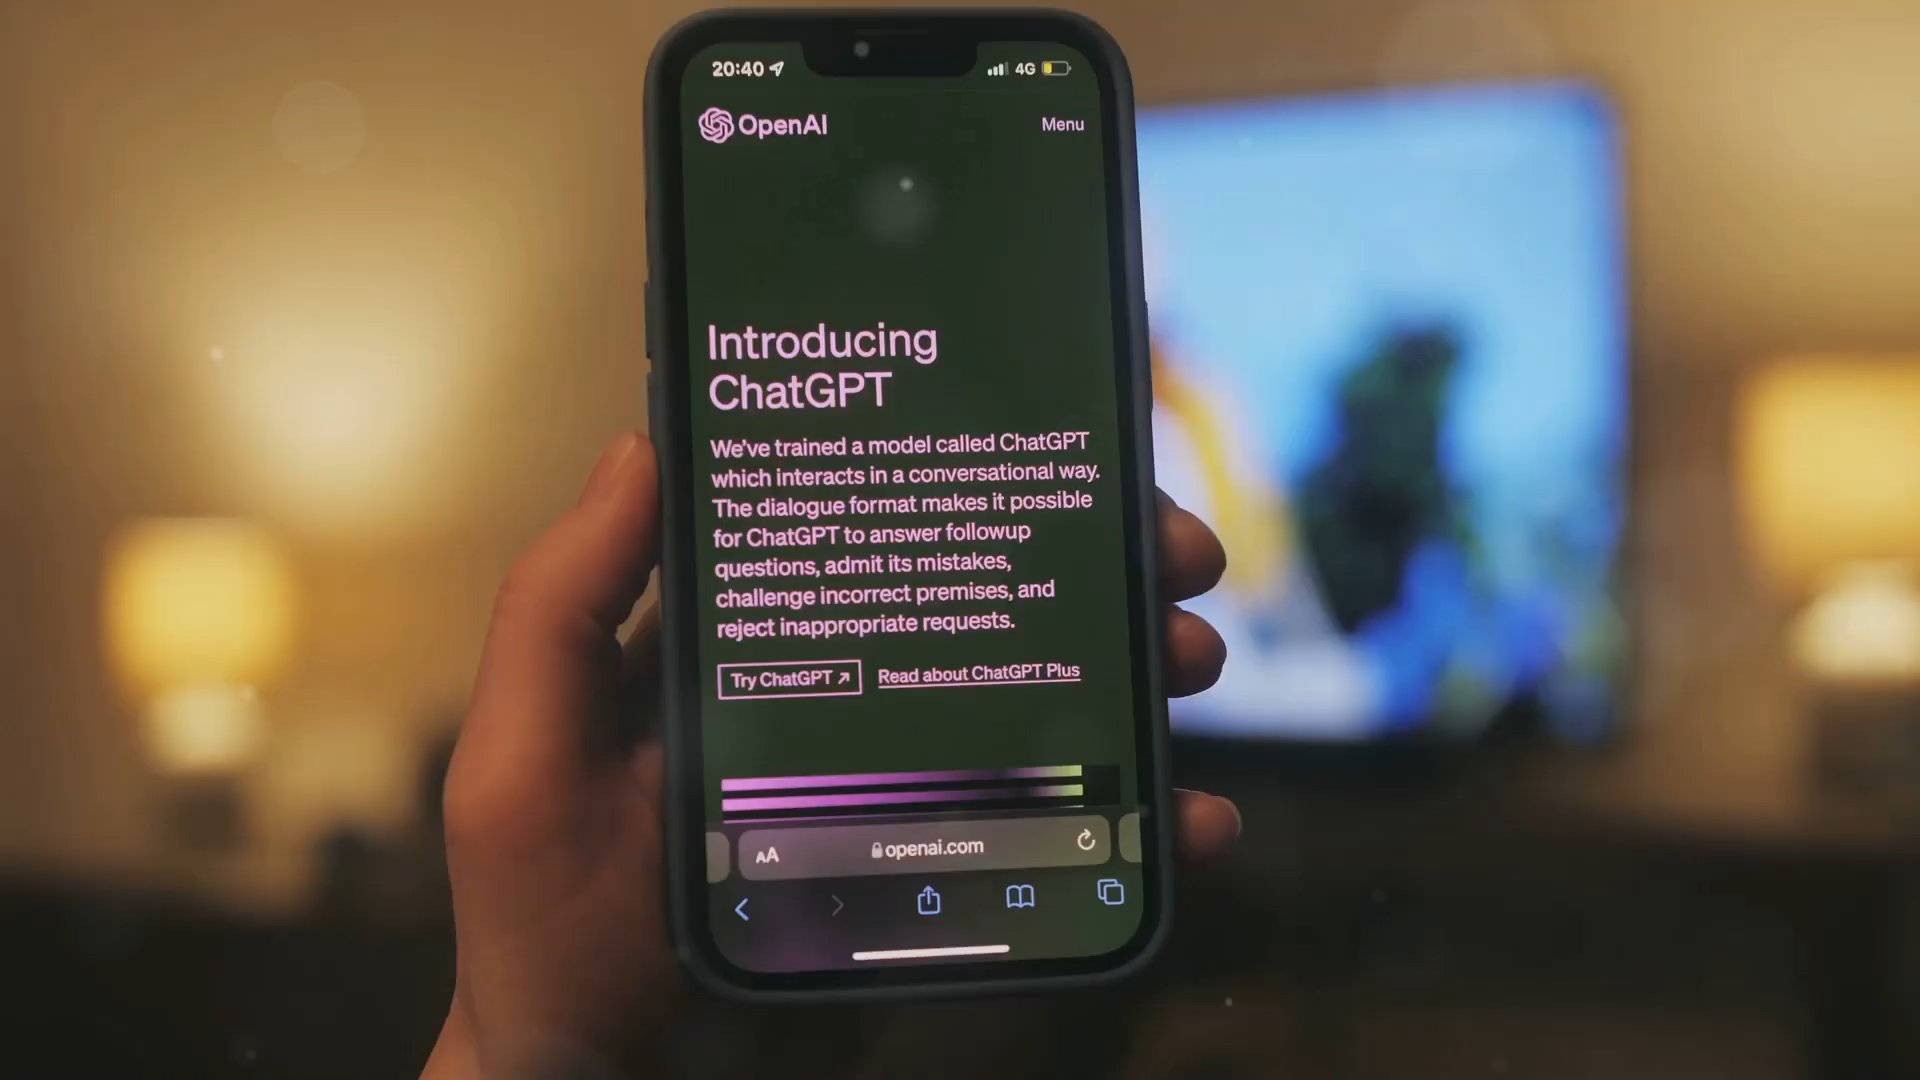 20:40 4G
OpenAI Menu
Introducing
ChatGPT
We've trained a model called ChatGPT
which interacts in a conversational way.
The dialogue format makes it possible
for ChatGPT to answer followup
questions, admit its mistakes,
challenge incorrect premises, and
reject inappropriate requests.
Try ChatGPT ↗ Read about ChatGPT Plus
AA openai.com